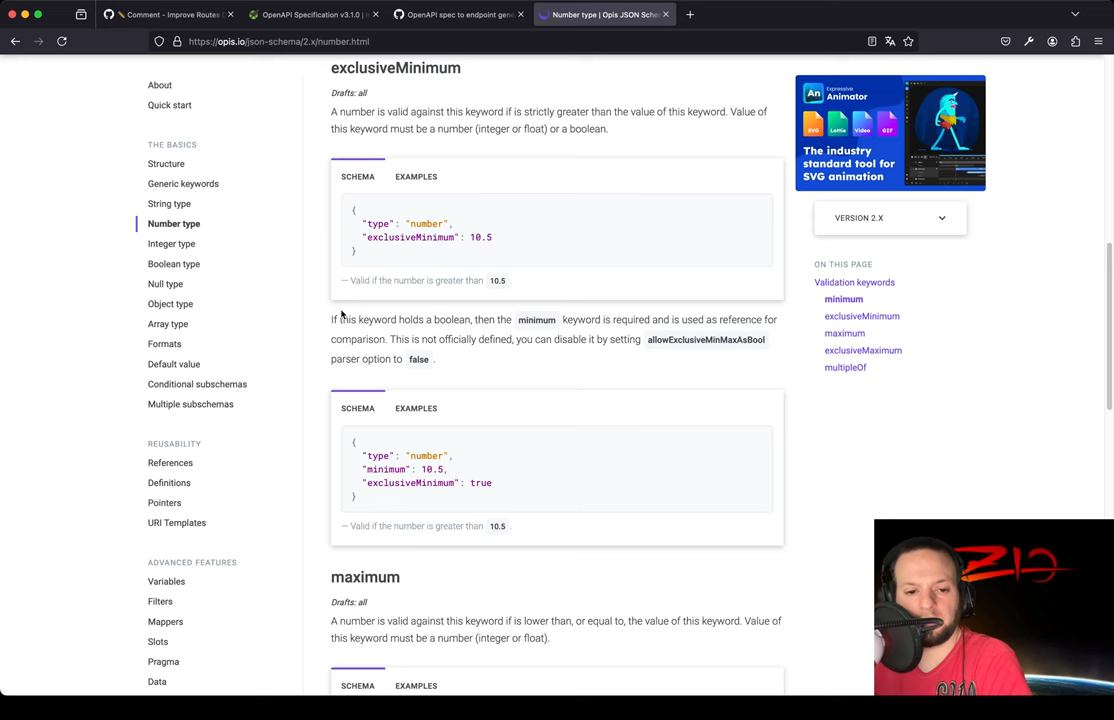 ✏️ Comment - Improve Routes
OpenAPI Specification v3.1.0 | In
OpenAPI spec to endpoint gene
Number type | Opis JSON Sche
https://opis.io/json-schema/2.x/number.html
About
Quick start
THE BASICS
Structure
Generic keywords
String type
Number type
Integer type
Boolean type
Null type
Object type
Array type
Formats
Default value
Conditional subschemas
Multiple subschemas
REUSABILITY
References
Definitions
Pointers
URI Templates
ADVANCED FEATURES
Variables
Filters
Mappers
Slots
Pragma
Data
exclusiveMinimum
Drafts: all
A number is valid against this keyword if is strictly greater than the value of this keyword. Value of
this keyword must be a number (integer or float) or a boolean.
SCHEMA EXAMPLES
{
"type": "number",
"exclusiveMinimum": 10.5
}
— Valid if the number is greater than 10.5 .
If this keyword holds a boolean, then the minimum keyword is required and is used as reference for
comparison. This is not officially defined, you can disable it by setting allowExclusiveMinMaxAsBool
parser option to false .
SCHEMA EXAMPLES
{
"type": "number",
"minimum": 10.5,
"exclusiveMinimum": true
}
— Valid if the number is greater than 10.5 .
maximum
Drafts: all
A number is valid against this keyword if is lower than, or equal to, the value of this keyword. Value of
this keyword must be a number (integer or float).
SCHEMA EXAMPLES
An Expressive
Animator
SVG Lottie Video GIF
The industry
standard tool for
SVG animation
VERSION 2.X
ON THIS PAGE
Validation keywords
minimum
exclusiveMinimum
maximum
exclusiveMaximum
multipleOf
ZIO